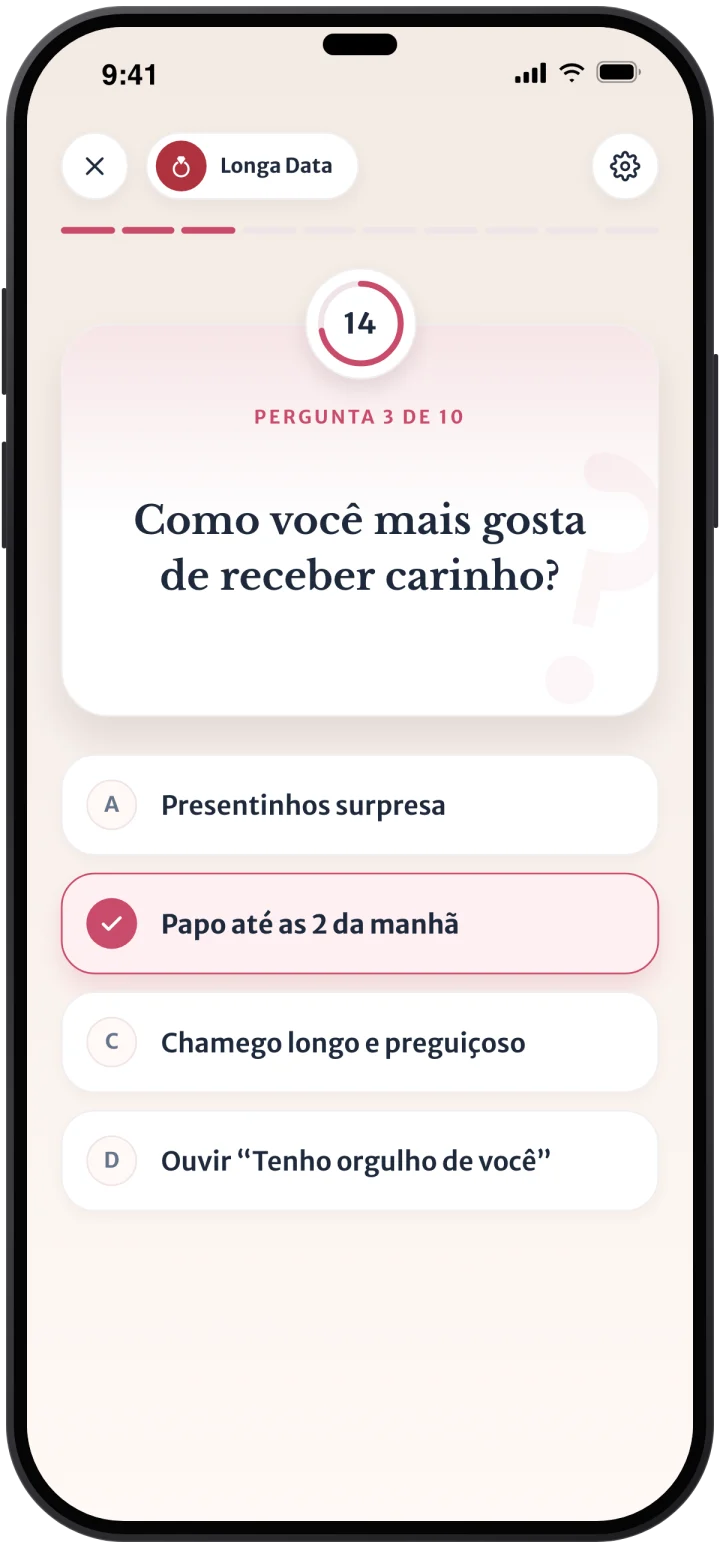 9:41
Longa Data
14
PERGUNTA 3 DE 10
Como você mais gosta
de receber carinho?
?
A Presentinhos surpresa
Papo até as 2 da manhã
C Chamego longo e preguiçoso
D Ouvir “Tenho orgulho de você”